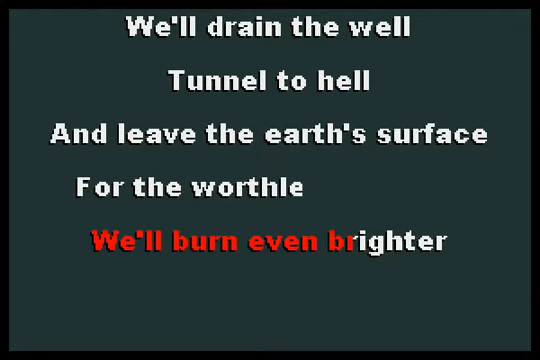 We'll drain the well
Tunnel to hell
And leave the earth's surface
For the worthle
We'll burn even brighter